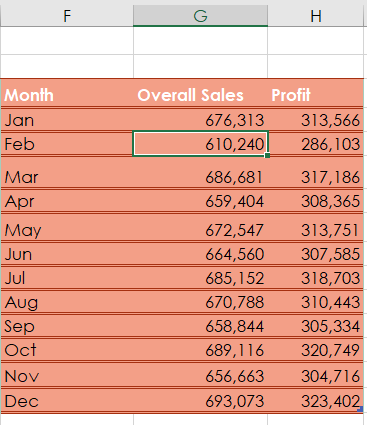 F G H
Month Overall Sales Profit
Jan 676,313 313,566
Feb 610,240 286,103
Mar 686,681 317,186
Apr 659,404 308,365
May 672,547 313,751
Jun 664,560 307,585
Jul 685,152 318,703
Aug 670,788 310,443
Sep 658,844 305,334
Oct 689,116 320,749
Nov 656,663 304,716
Dec 693,073 323,402